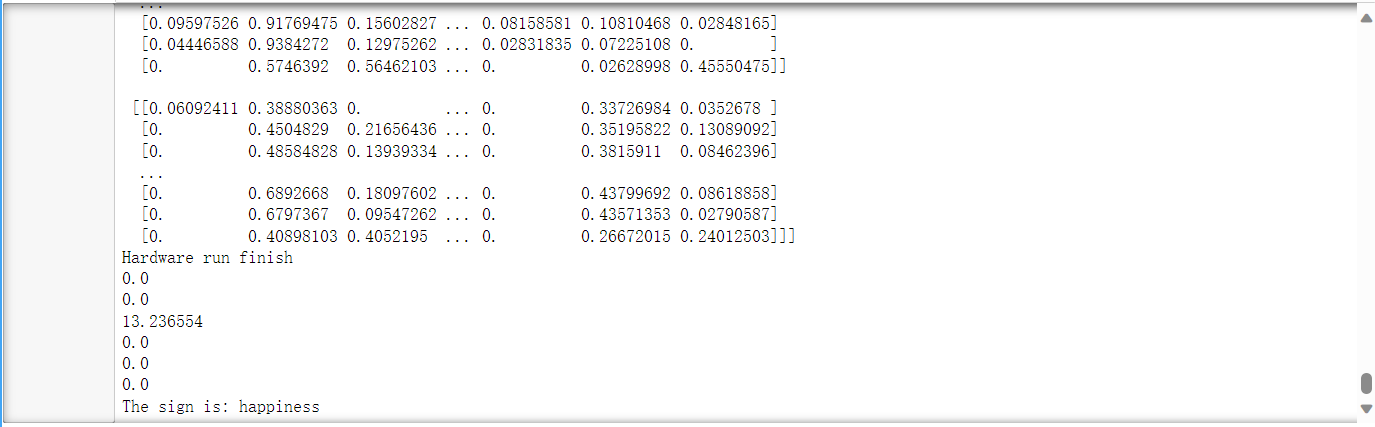 ...
[0.09597526 0.91769475 0.15602827 ... 0.08158581 0.10810468 0.02848165]
[0.04446588 0.9384272 0.12975262 ... 0.02831835 0.07225108 0. ]
[0. 0.5746392 0.56462103 ... 0. 0.02628998 0.45550475]]
[[0.06092411 0.38880363 0. ... 0. 0.33726984 0.0352678 ]
[0. 0.4504829 0.21656436 ... 0. 0.35195822 0.13089092]
[0. 0.48584828 0.13939334 ... 0. 0.3815911 0.08462396]
...
[0. 0.6892668 0.18097602 ... 0. 0.43799692 0.08618858]
[0. 0.6797367 0.09547262 ... 0. 0.43571353 0.02790587]
[0. 0.40898103 0.4052195 ... 0. 0.26672015 0.24012503]]]
Hardware run finish
0.0
0.0
13.236554
0.0
0.0
0.0
The sign is: happiness